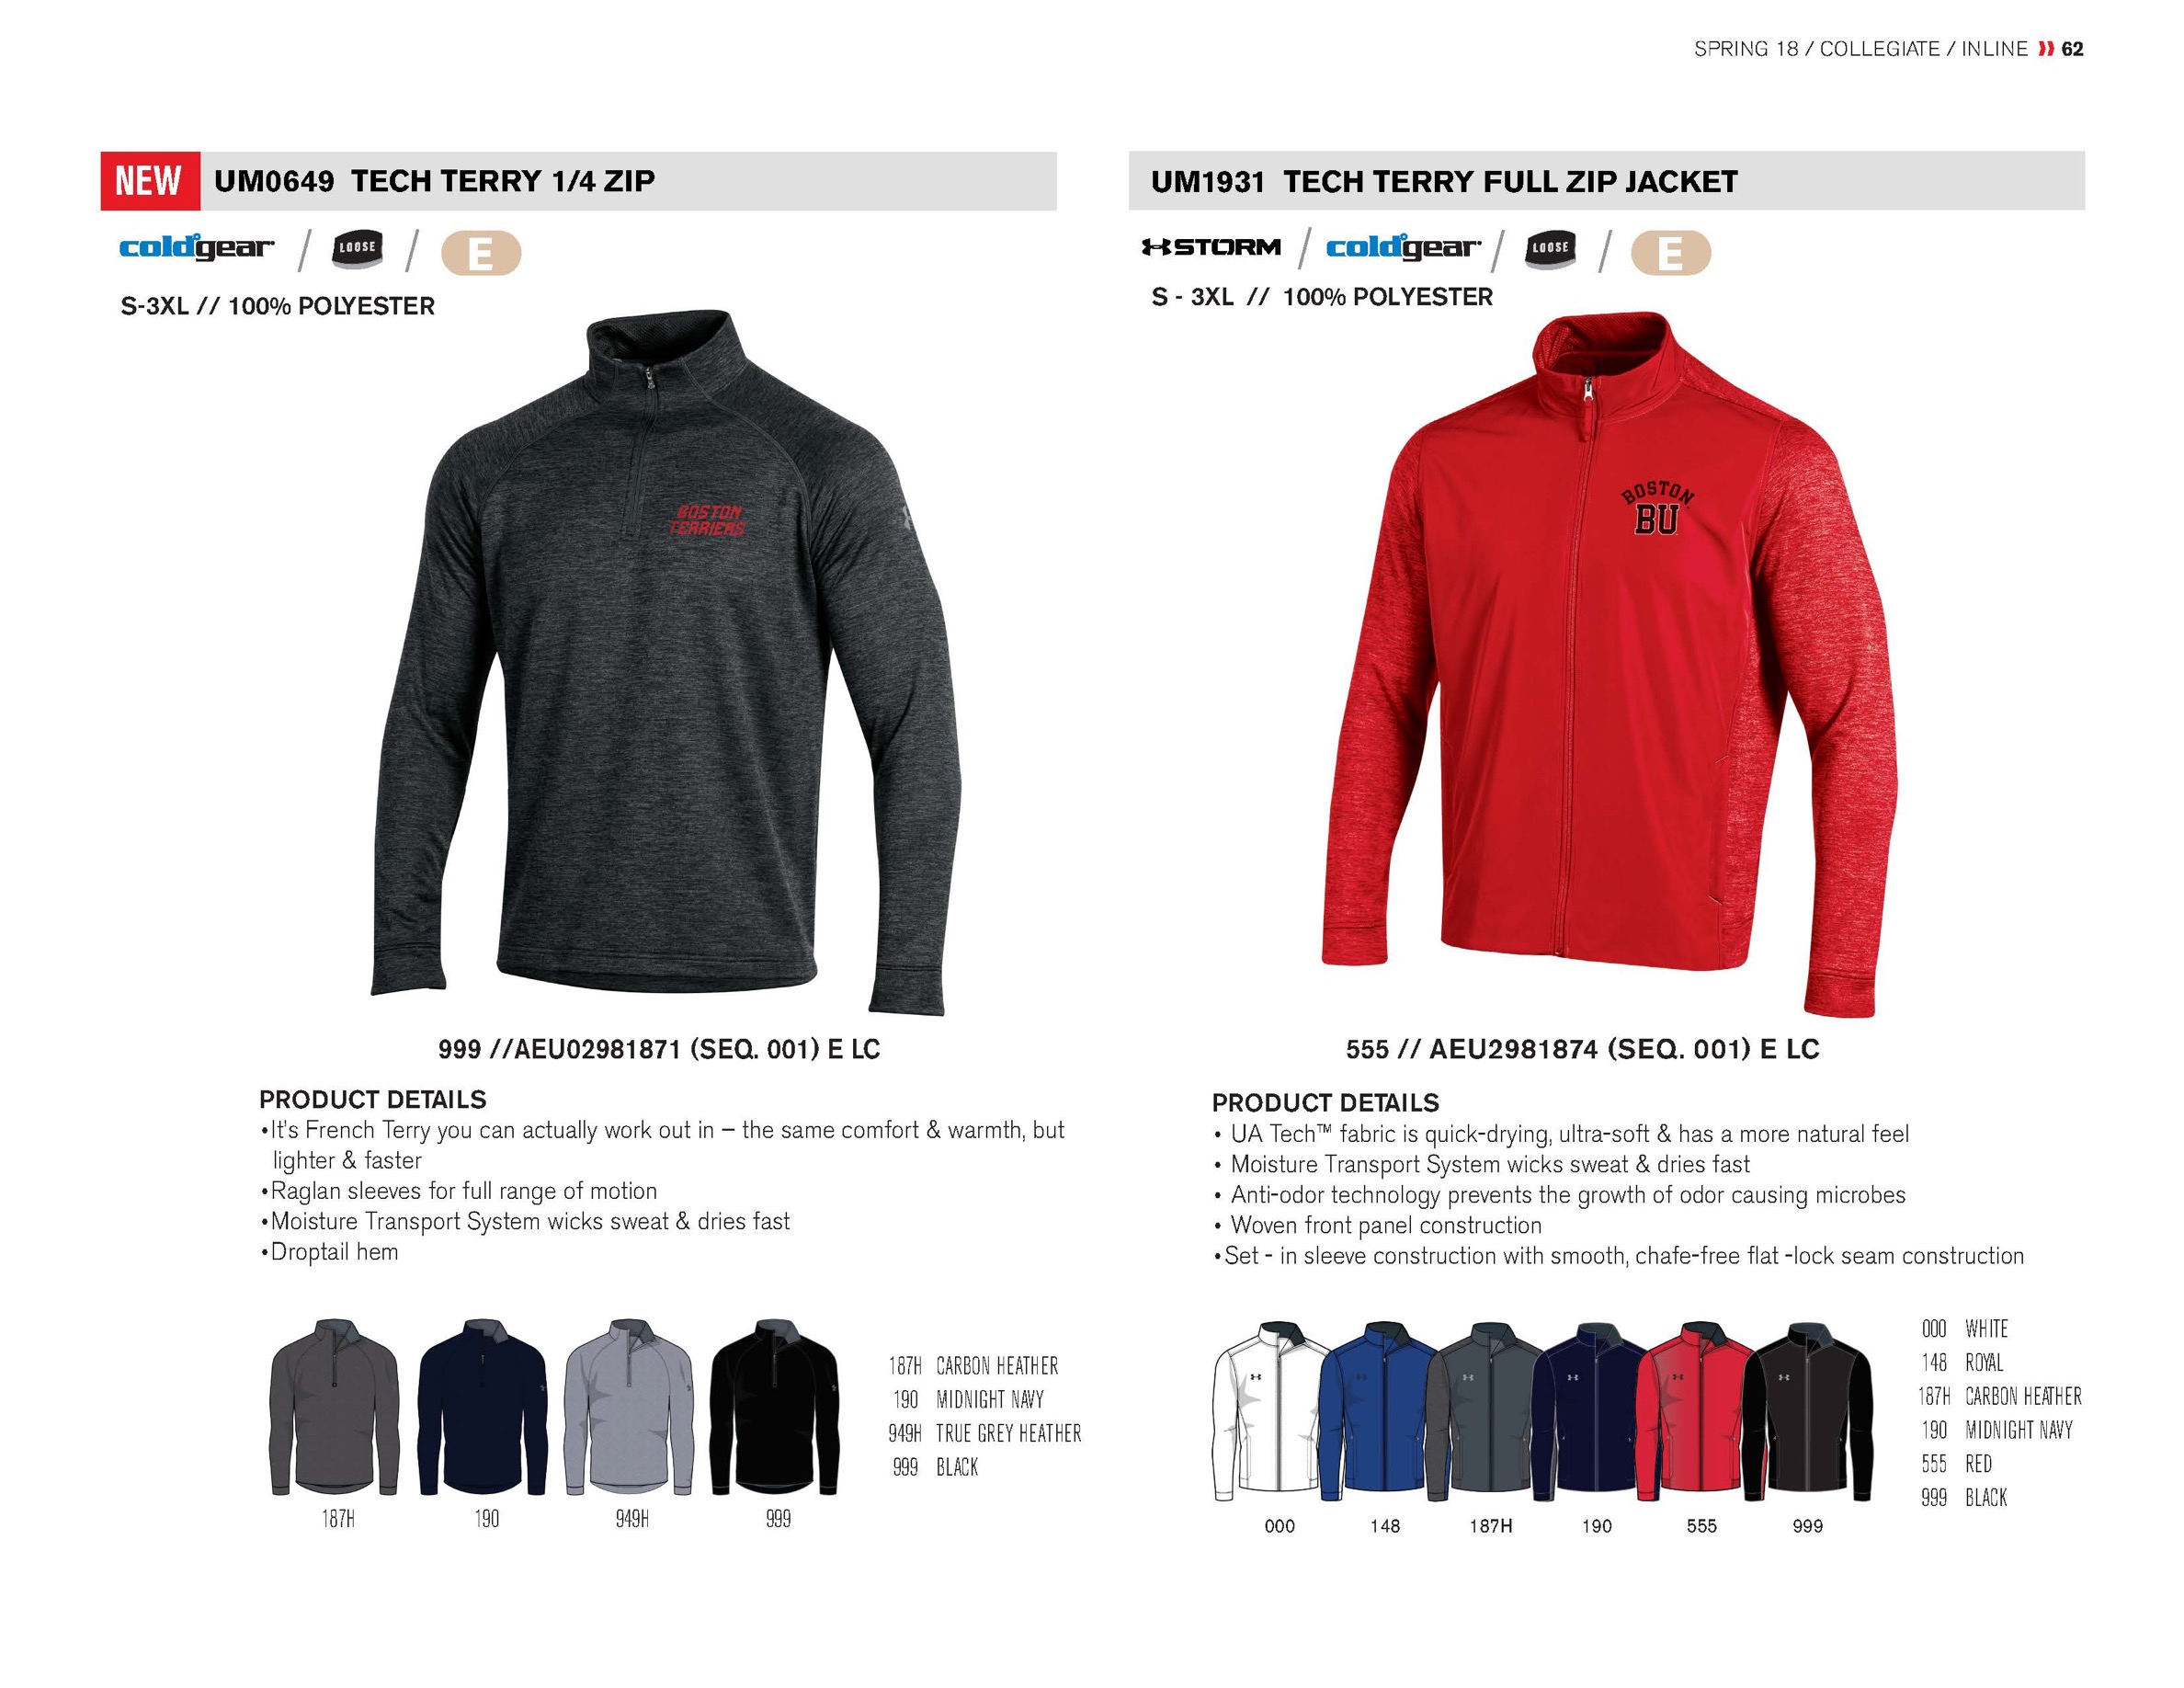 SPRING 18 / COLLEGIATE / INLINE 62
NEW UM0649 TECH TERRY 1/4 ZIP
coldgear / LOOSE / E
S-3XL // 100% POLYESTER
BOSTON
TERRIERS
999 //AEU02981871 (SEQ. 001) E LC
PRODUCT DETAILS
•It's French Terry you can actually work out in – the same comfort & warmth, but
lighter & faster
•Raglan sleeves for full range of motion
•Moisture Transport System wicks sweat & dries fast
•Droptail hem
187H 190 949H 999
187H CARBON HEATHER
190 MIDNIGHT NAVY
949H TRUE GREY HEATHER
999 BLACK
UM1931 TECH TERRY FULL ZIP JACKET
STORM / coldgear / LOOSE / E
S - 3XL // 100% POLYESTER
BOSTON
BU
555 // AEU2981874 (SEQ. 001) E LC
PRODUCT DETAILS
• UA Tech™ fabric is quick-drying, ultra-soft & has a more natural feel
• Moisture Transport System wicks sweat & dries fast
• Anti-odor technology prevents the growth of odor causing microbes
• Woven front panel construction
•Set - in sleeve construction with smooth, chafe-free flat -lock seam construction
000 148 187H 190 555 999
000 WHITE
148 ROYAL
187H CARBON HEATHER
190 MIDNIGHT NAVY
555 RED
999 BLACK